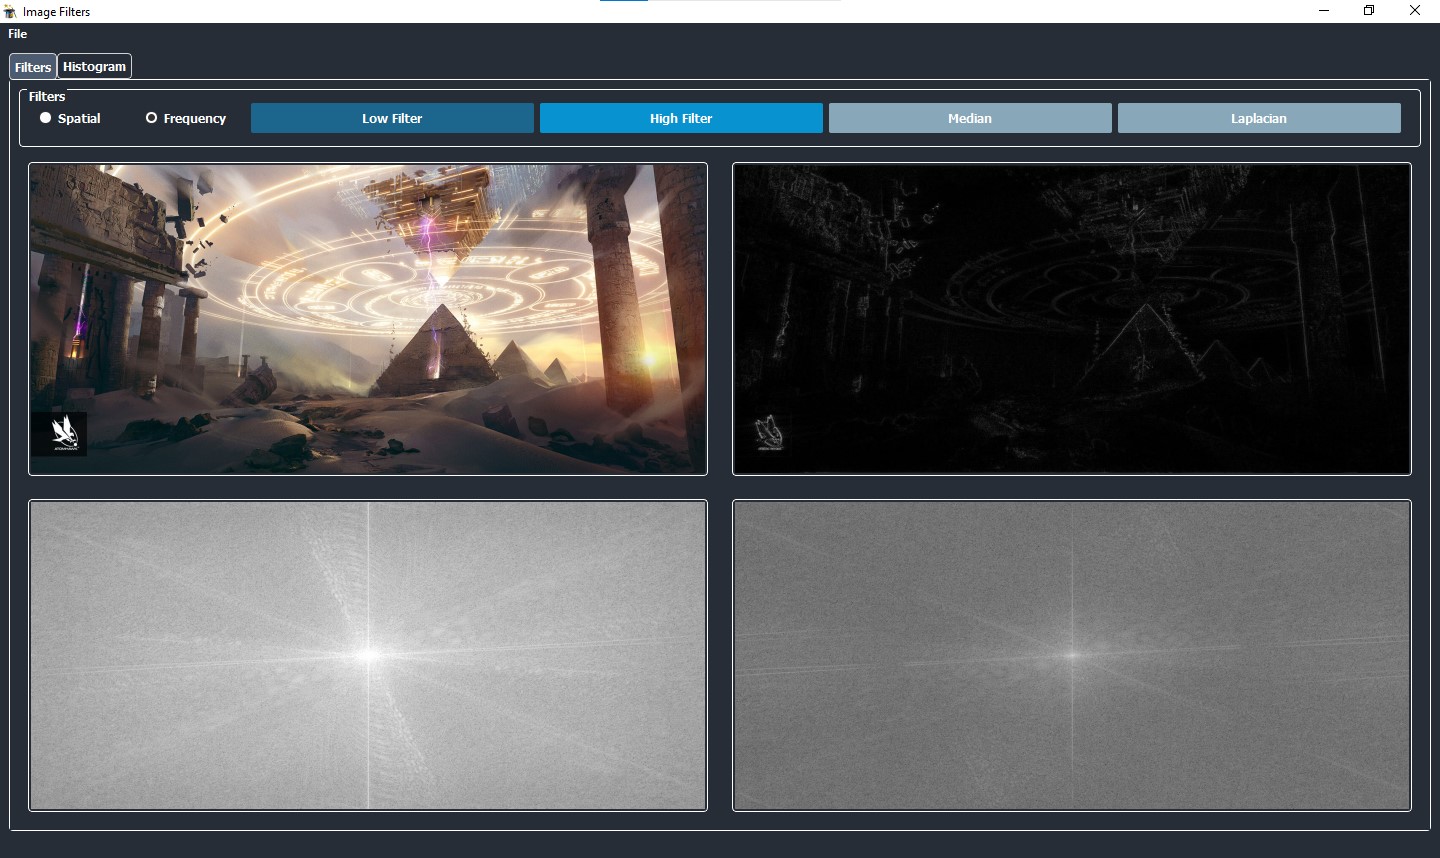 Image Filters
File
Filters Histogram
Filters
Spatial Frequency Low Filter High Filter Median Laplacian